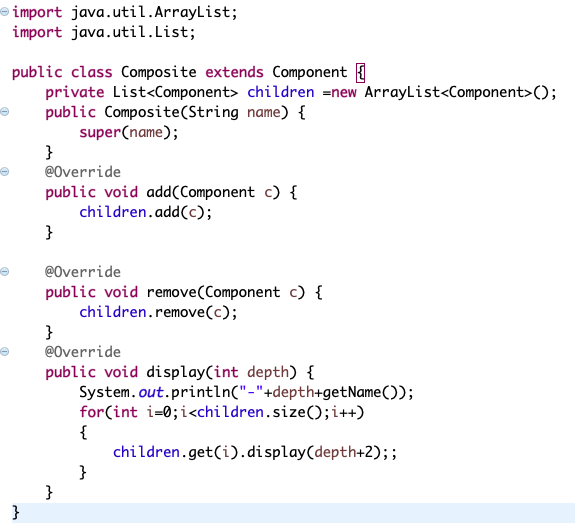 import java.util.ArrayList;
import java.util.List;

public class Composite extends Component {
    private List<Component> children =new ArrayList<Component>();
    public Composite(String name) {
        super(name);
    }
    @Override
    public void add(Component c) {
        children.add(c);
    }

    @Override
    public void remove(Component c) {
        children.remove(c);
    }
    @Override
    public void display(int depth) {
        System.out.println("-"+depth+getName());
        for(int i=0;i<children.size();i++)
        {
            children.get(i).display(depth+2);;
        }
    }
}